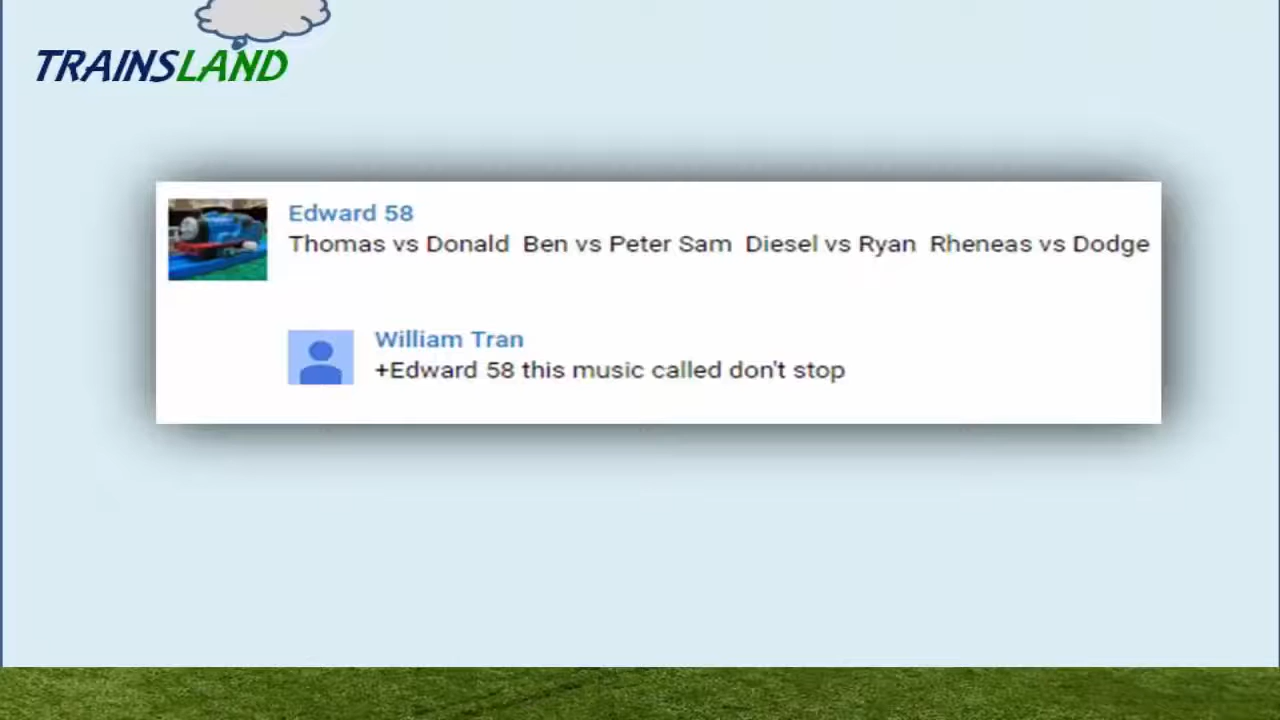 TRAINSLAND
Edward 58
Thomas vs Donald  Ben vs Peter Sam  Diesel vs Ryan  Rheneas vs Dodge
William Tran
+Edward 58 this music called don't stop